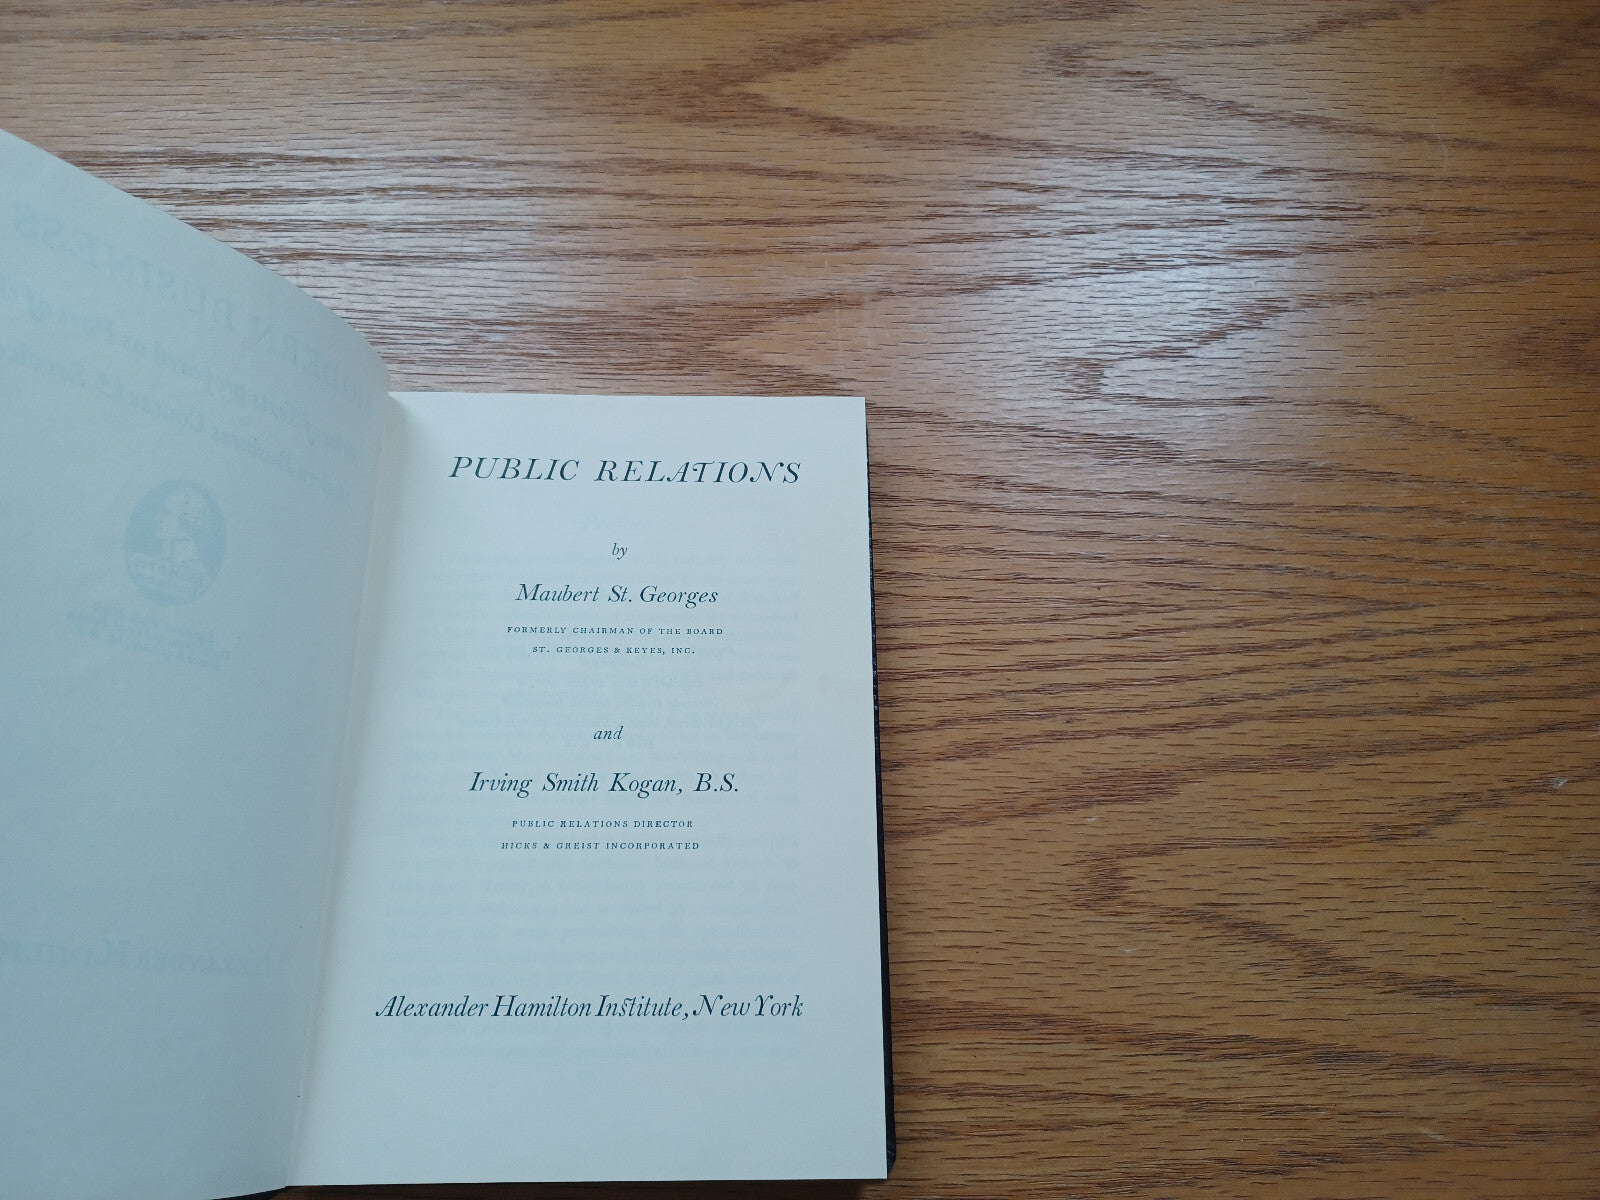 PUBLIC RELATIONS
by
Maubert St. Georges
FORMERLY CHAIRMAN OF THE BOARD
ST. GEORGES & KEYES, INC.
and
Irving Smith Kogan, B.S.
PUBLIC RELATIONS DIRECTOR
HICKS & GREIST INCORPORATED
Alexander Hamilton Institute, New York